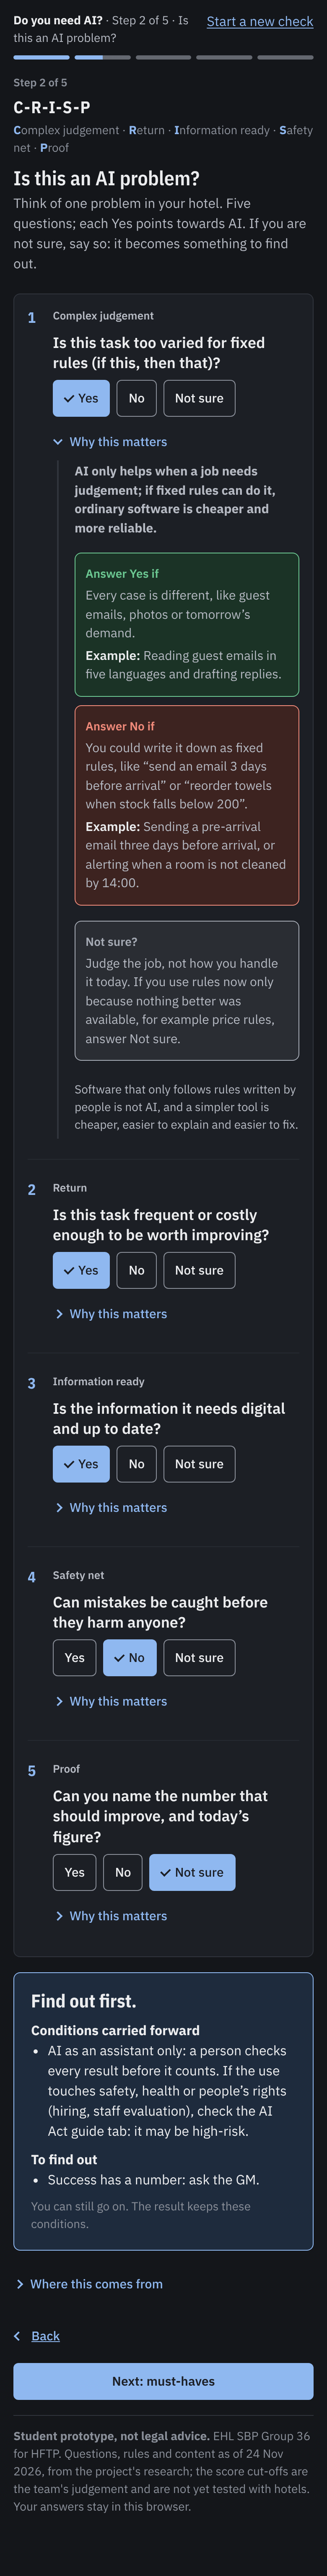 Do you need AI? · Step 2 of 5 · Is
this an AI problem?
Start a new check
Step 2 of 5
C-R-I-S-P
Complex judgement · Return · Information ready · Safety
net · Proof
Is this an AI problem?
Think of one problem in your hotel. Five
questions; each Yes points towards AI. If you are
not sure, say so: it becomes something to find
out.
1
Complex judgement
Is this task too varied for fixed
rules (if this, then that)?
Yes
No
Not sure
Why this matters
AI only helps when a job needs
judgement; if fixed rules can do it,
ordinary software is cheaper and
more reliable.
Answer Yes if
Every case is different, like guest
emails, photos or tomorrow’s
demand.
Example: Reading guest emails in
five languages and drafting replies.
Answer No if
You could write it down as fixed
rules, like “send an email 3 days
before arrival” or “reorder towels
when stock falls below 200”.
Example: Sending a pre-arrival
email three days before arrival, or
alerting when a room is not cleaned
by 14:00.
Not sure?
Judge the job, not how you handle
it today. If you use rules now only
because nothing better was
available, for example price rules,
answer Not sure.
Software that only follows rules written by
people is not AI, and a simpler tool is
cheaper, easier to explain and easier to fix.
2
Return
Is this task frequent or costly
enough to be worth improving?
Yes
No
Not sure
Why this matters
3
Information ready
Is the information it needs digital
and up to date?
Yes
No
Not sure
Why this matters
4
Safety net
Can mistakes be caught before
they harm anyone?
Yes
No
Not sure
Why this matters
5
Proof
Can you name the number that
should improve, and today’s
figure?
Yes
No
Not sure
Why this matters
Find out first.
Conditions carried forward
• AI as an assistant only: a person checks
every result before it counts. If the use
touches safety, health or people’s rights
(hiring, staff evaluation), check the AI
Act guide tab: it may be high-risk.
To find out
• Success has a number: ask the GM.
You can still go on. The result keeps these
conditions.
Where this comes from
Back
Next: must-haves
Student prototype, not legal advice. EHL SBP Group 36
for HFTP. Questions, rules and content as of 24 Nov
2026, from the project's research; the score cut-offs are
the team's judgement and are not yet tested with hotels.
Your answers stay in this browser.